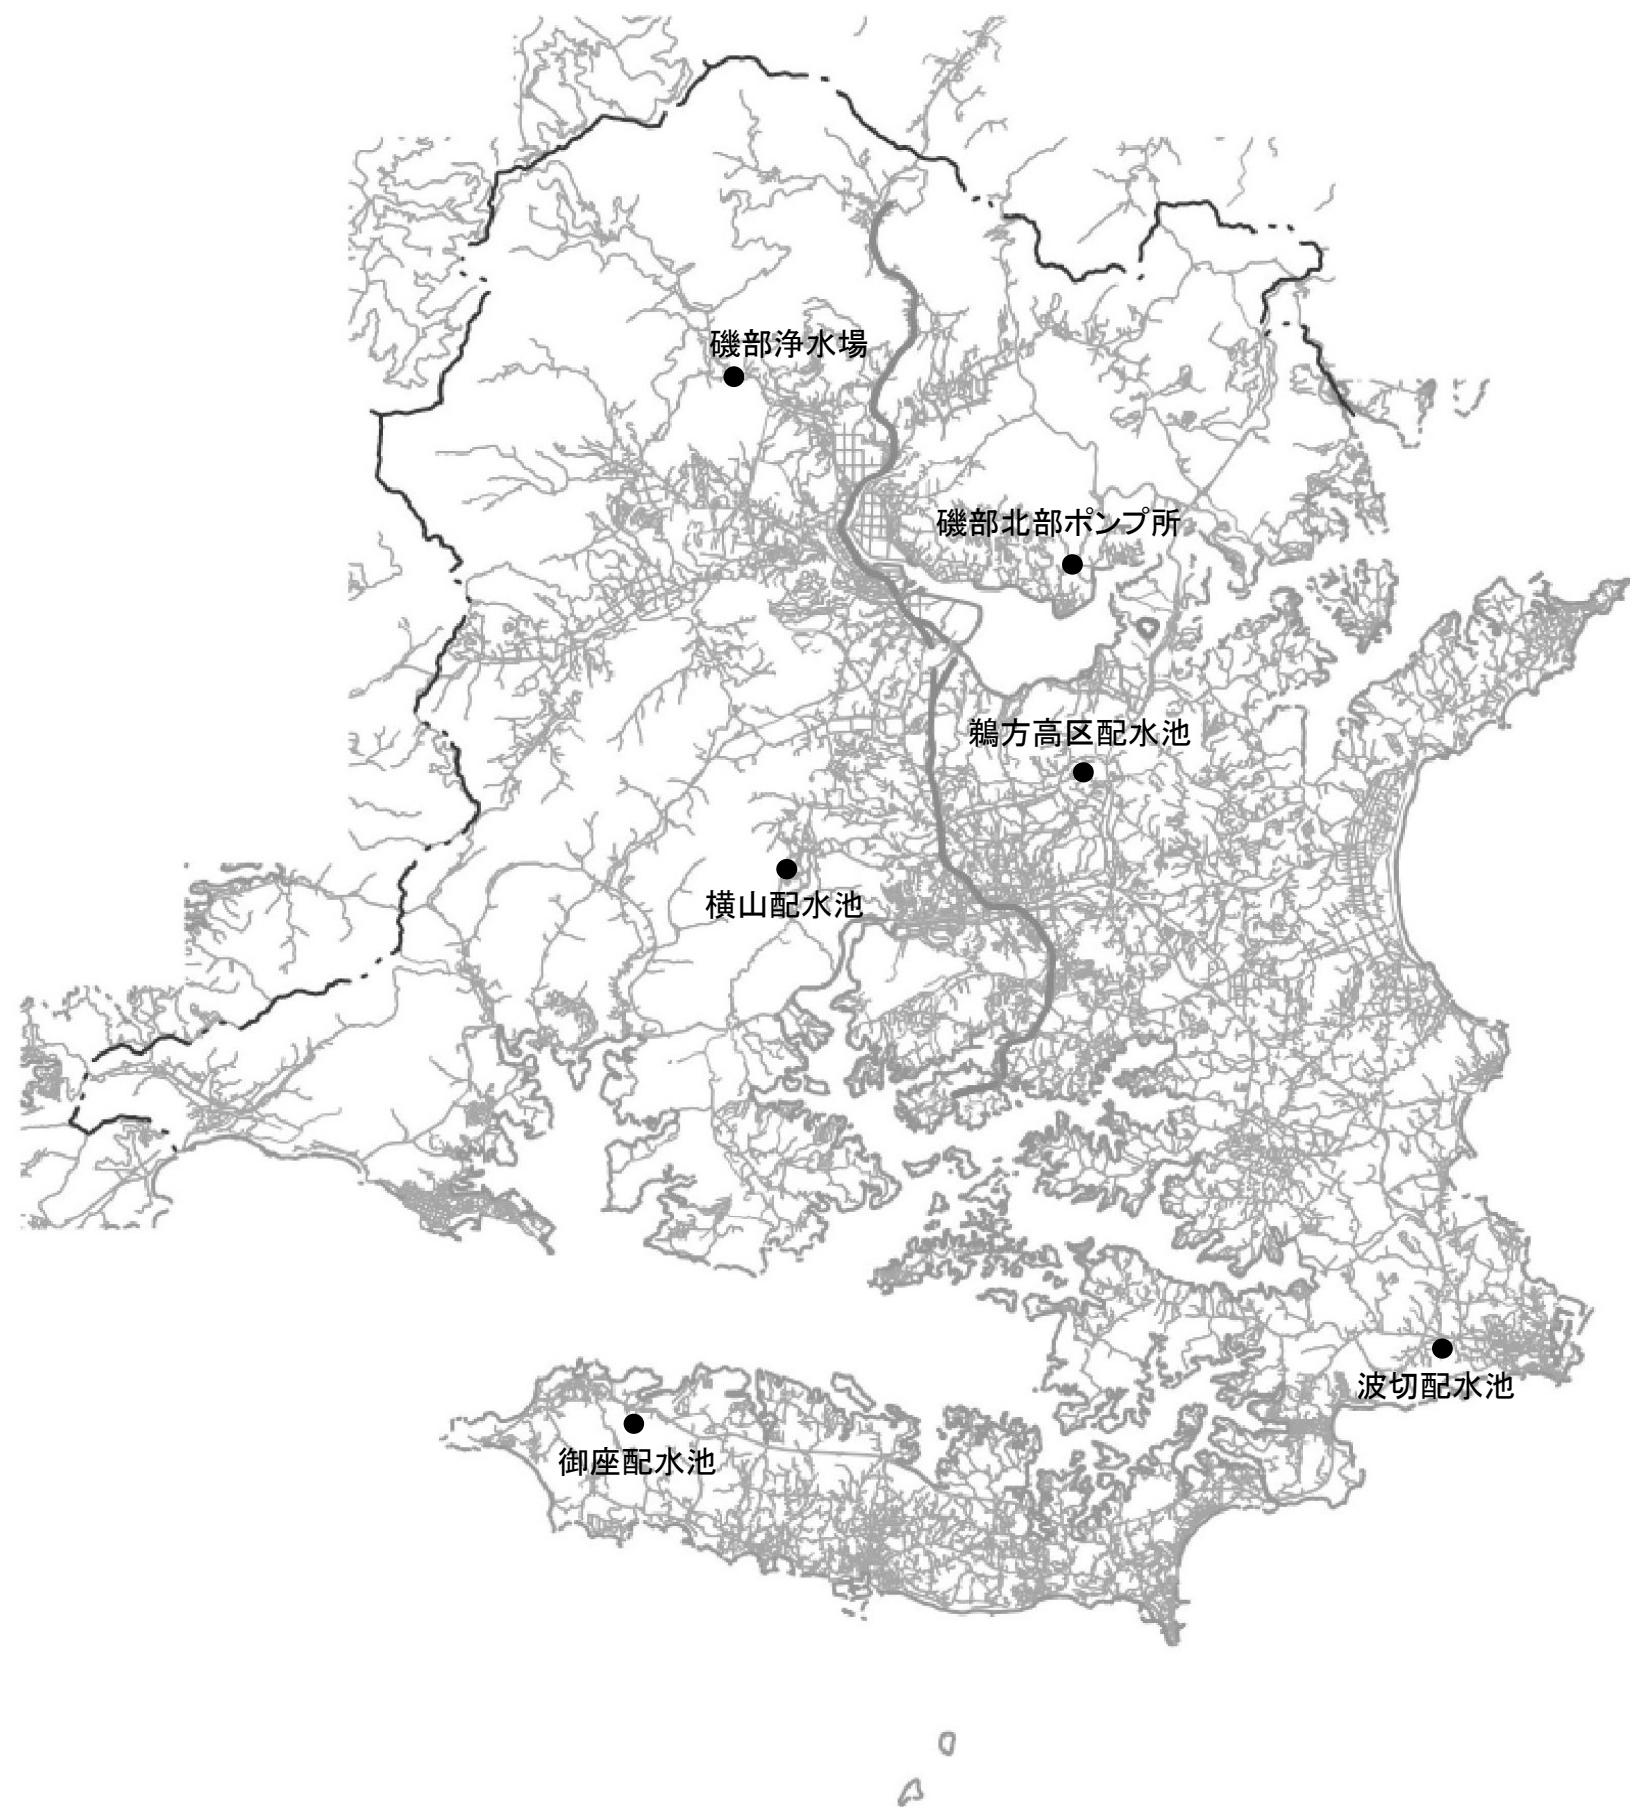 磯部浄水場
磯部北部ポンプ所
鵜方高区配水池
横山配水池
波切配水池
御座配水池